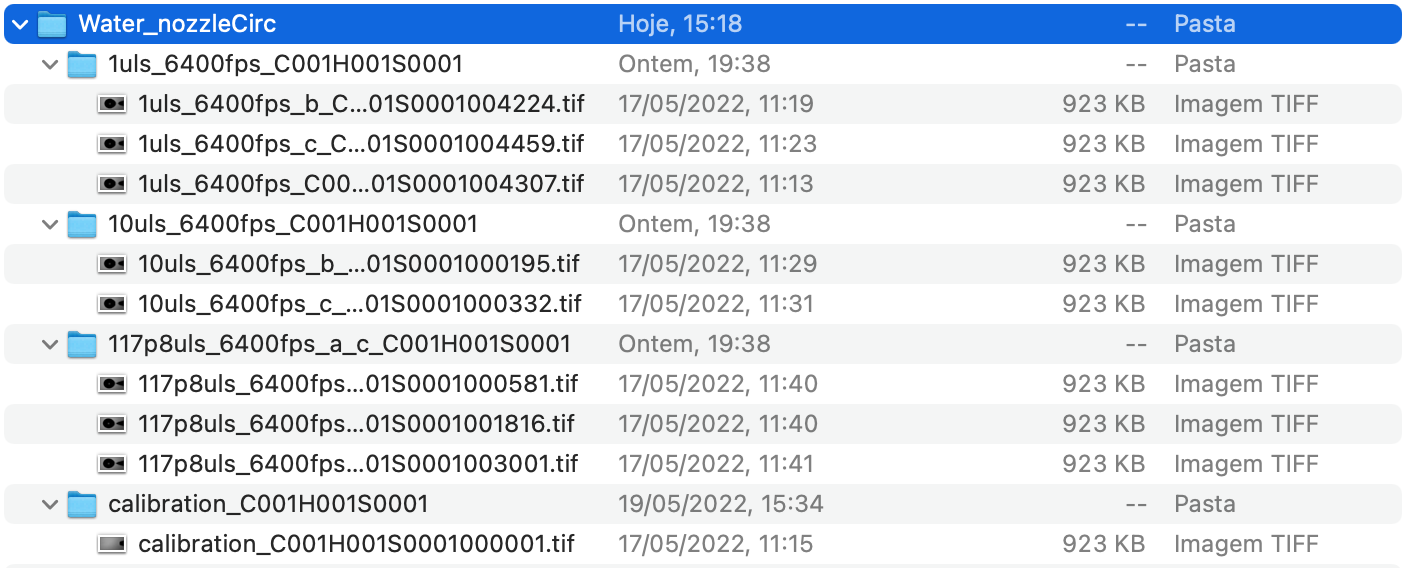 Water_nozzleCirc Hoje, 15:18 -- Pasta
1uls_6400fps_C001H001S0001 Ontem, 19:38 -- Pasta
1uls_6400fps_b_C...01S0001004224.tif 17/05/2022, 11:19 923 KB Imagem TIFF
1uls_6400fps_c_C...01S0001004459.tif 17/05/2022, 11:23 923 KB Imagem TIFF
1uls_6400fps_C00...01S0001004307.tif 17/05/2022, 11:13 923 KB Imagem TIFF
10uls_6400fps_C001H001S0001 Ontem, 19:38 -- Pasta
10uls_6400fps_b_...01S0001000195.tif 17/05/2022, 11:29 923 KB Imagem TIFF
10uls_6400fps_c_...01S0001000332.tif 17/05/2022, 11:31 923 KB Imagem TIFF
117p8uls_6400fps_a_c_C001H001S0001 Ontem, 19:38 -- Pasta
117p8uls_6400fps...01S0001000581.tif 17/05/2022, 11:40 923 KB Imagem TIFF
117p8uls_6400fps...01S0001001816.tif 17/05/2022, 11:40 923 KB Imagem TIFF
117p8uls_6400fps...01S0001003001.tif 17/05/2022, 11:41 923 KB Imagem TIFF
calibration_C001H001S0001 19/05/2022, 15:34 -- Pasta
calibration_C001H001S0001000001.tif 17/05/2022, 11:15 923 KB Imagem TIFF